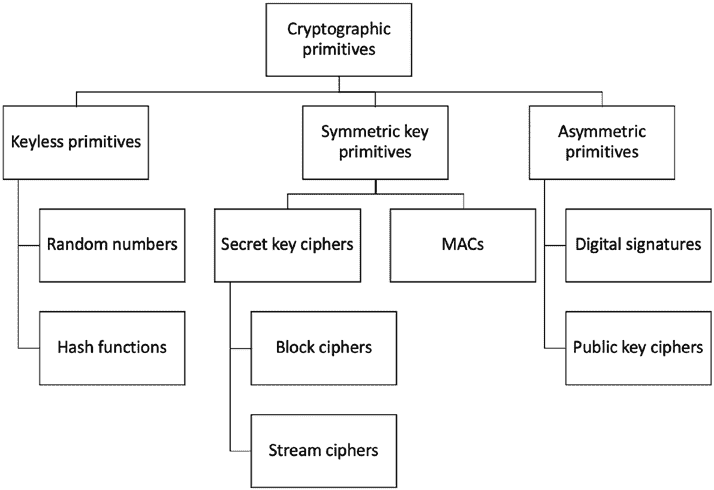 Cryptographic
primitives
Keyless primitives
Symmetric key
primitives
Asymmetric
primitives
Random numbers
Secret key ciphers
MACs
Digital signatures
Hash functions
Block ciphers
Public key ciphers
Stream ciphers